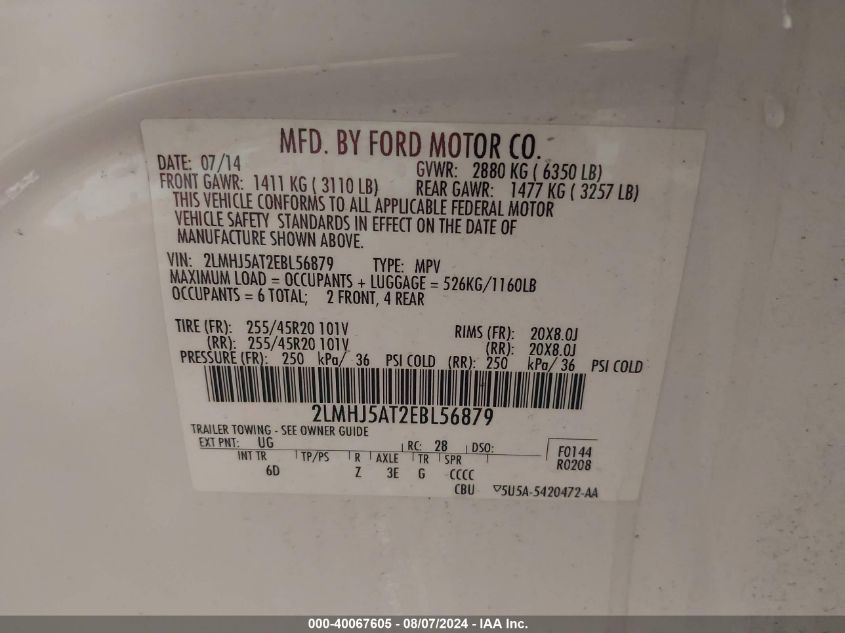 MFD. BY FORD MOTOR CO.
DATE: 07/14 GVWR: 2880 KG ( 6350 LB)
FRONT GAWR: 1411 KG ( 3110 LB) REAR GAWR: 1477 KG ( 3257 LB)
THIS VEHICLE CONFORMS TO ALL APPLICABLE FEDERAL MOTOR
VEHICLE SAFETY STANDARDS IN EFFECT ON THE DATE OF
MANUFACTURE SHOWN ABOVE.
VIN: 2LMHJ5AT2EBL56879 TYPE: MPV
MAXIMUM LOAD = OCCUPANTS + LUGGAGE = 526KG/1160LB
OCCUPANTS = 6 TOTAL; 2 FRONT, 4 REAR
TIRE (FR): 255/45R20 101V RIMS (FR): 20X8.0J
(RR): 255/45R20 101V (RR): 20X8.0J
PRESSURE (FR): 250 kPa/ 36 PSI COLD (RR): 250 kPa/ 36 PSI COLD
2LMHJ5AT2EBL56879
TRAILER TOWING - SEE OWNER GUIDE
EXT PNT: UG RC: 28 DSO: F0144
INT TR TP/PS R AXLE TR SPR R0208
6D Z 3E G CCCC
CBU ▽5U5A-5420472-AA
000-40067605 - 08/07/2024 - IAA Inc.